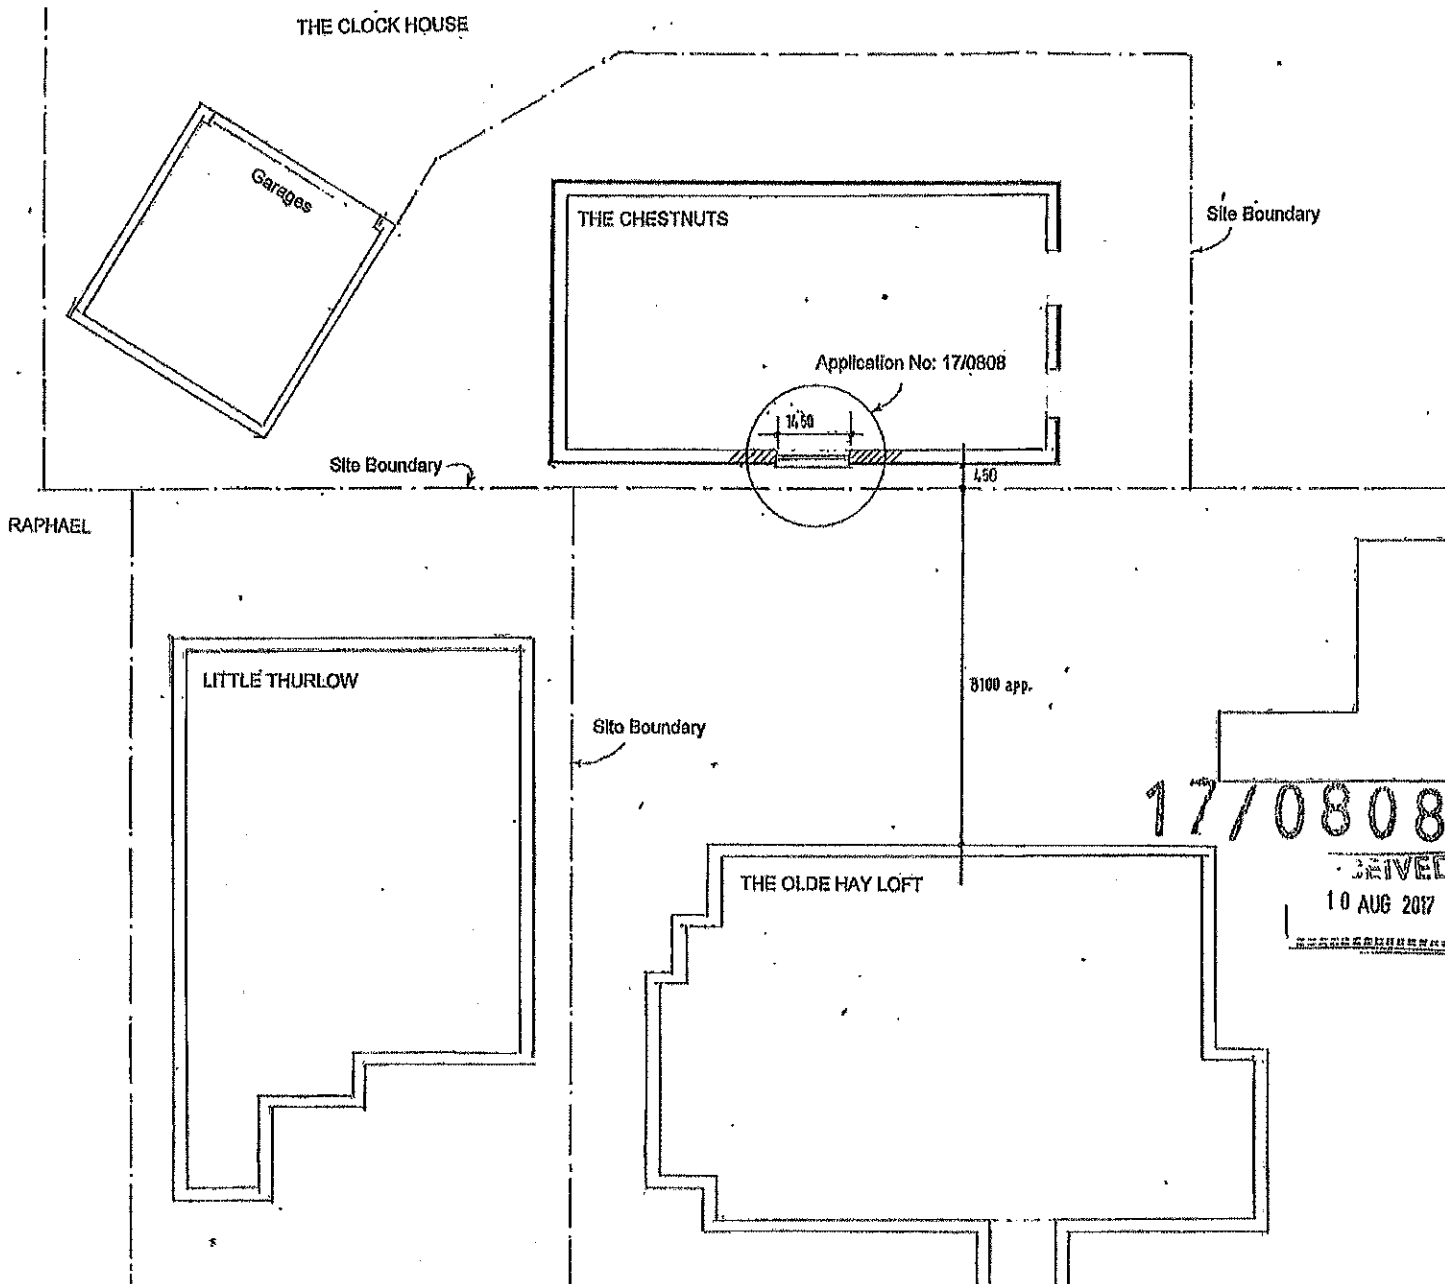 THE CLOCK HOUSE
Garages
THE CHESTNUTS
Site Boundary
Application No: 17/0808
1450
Site Boundary
450
RAPHAEL
LITTLE THURLOW
8100 app.
Site Boundary
17/0808
CEIVED
10 AUG 2017
THE OLDE HAY LOFT